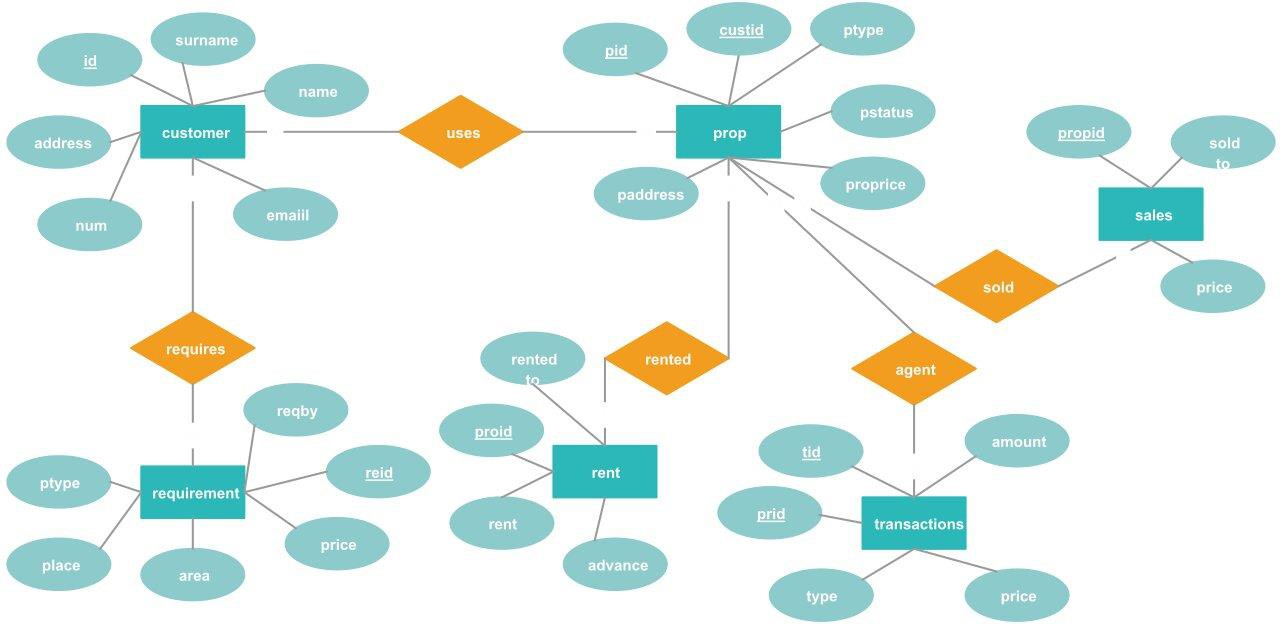 surname
id
name
customer
address
num
emaiil
uses
pid
custid
ptype
prop
pstatus
paddress
proprice
propid
sold
to
sales
price
sold
requires
rented
agent
rented
to
reqby
ptype
requirement
reid
place
area
price
proid
rent
rent
advance
tid
amount
prid
transactions
type
price